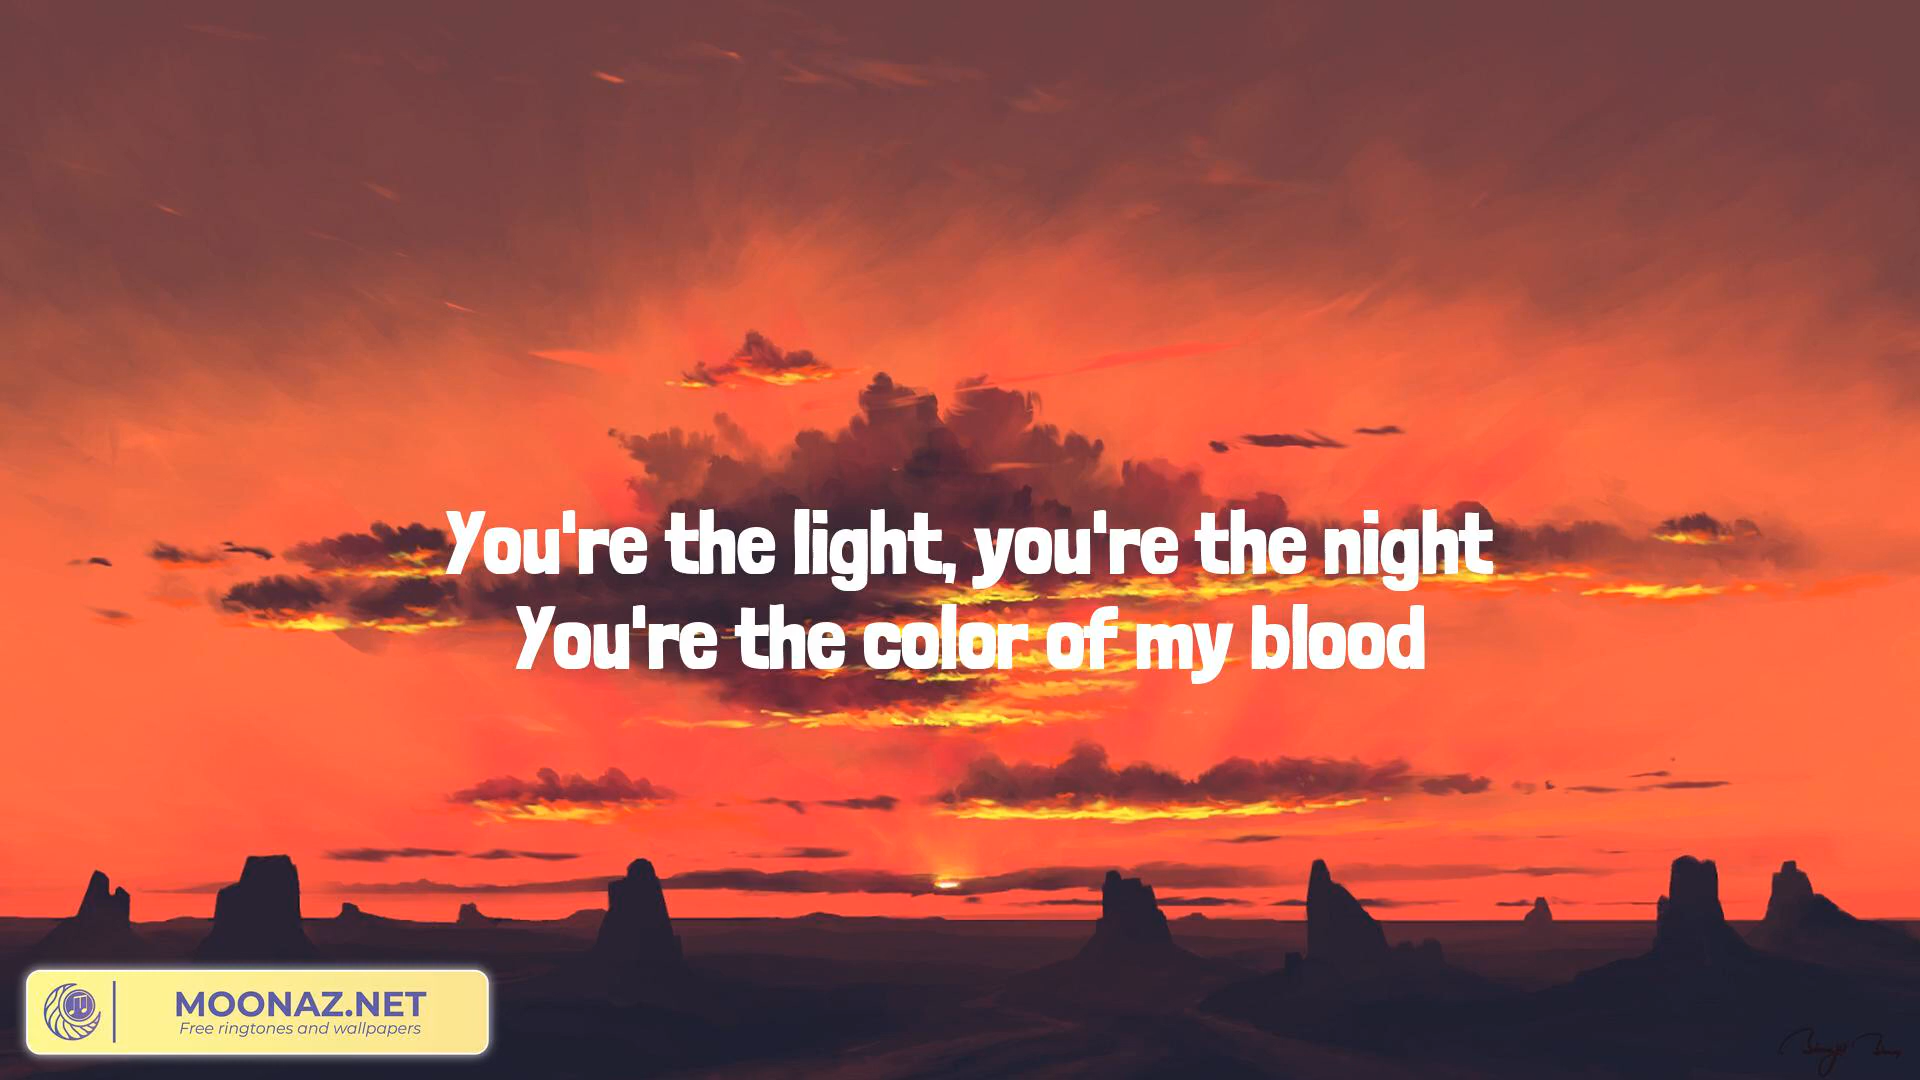 You're the light, you're the night
You're the color of my blood
MOONAZ.NET
Free ringtones and wallpapers